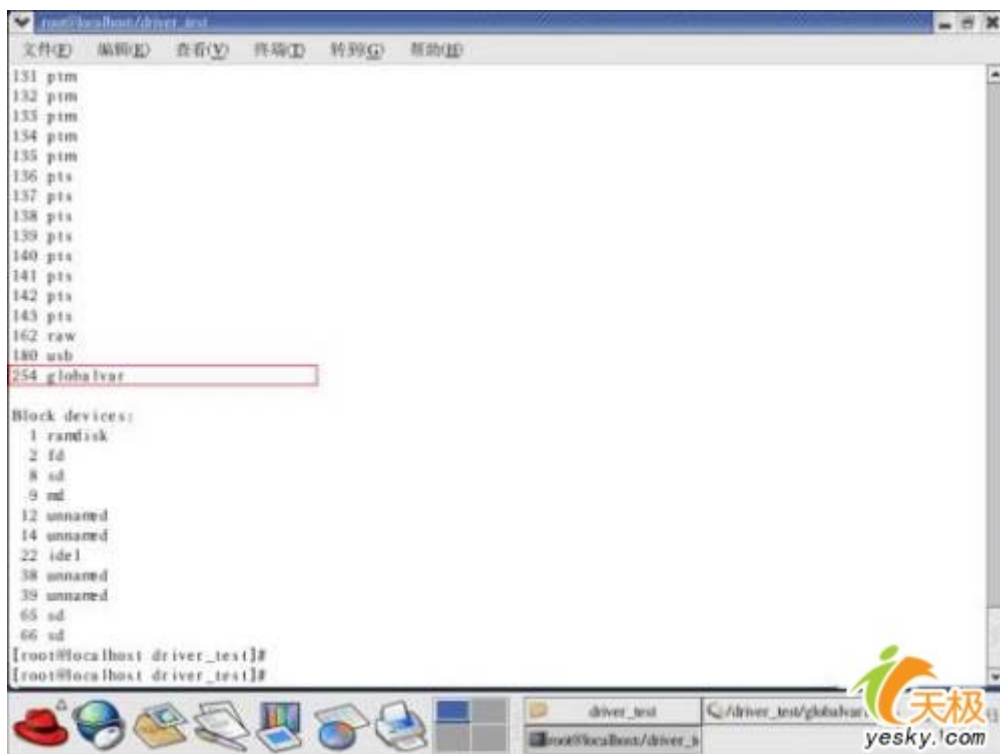 root@localhost:/driver_test
文件(F) 编辑(E) 查看(V) 终端(T) 转到(G) 帮助(H)
131 ptm
132 ptm
133 ptm
134 ptm
135 ptm
136 pts
137 pts
138 pts
139 pts
140 pts
141 pts
142 pts
143 pts
162 raw
180 usb
254 globalvar
Block devices:
1 ramdisk
2 fd
8 sd
9 md
12 unnamed
14 unnamed
22 ide1
38 unnamed
39 unnamed
65 sd
66 sd
[root@localhost driver_test]#
[root@localhost driver_test]#
driver_test
/driver_test/globalvar
root@localhost:/driver_t
天极
yesky.com